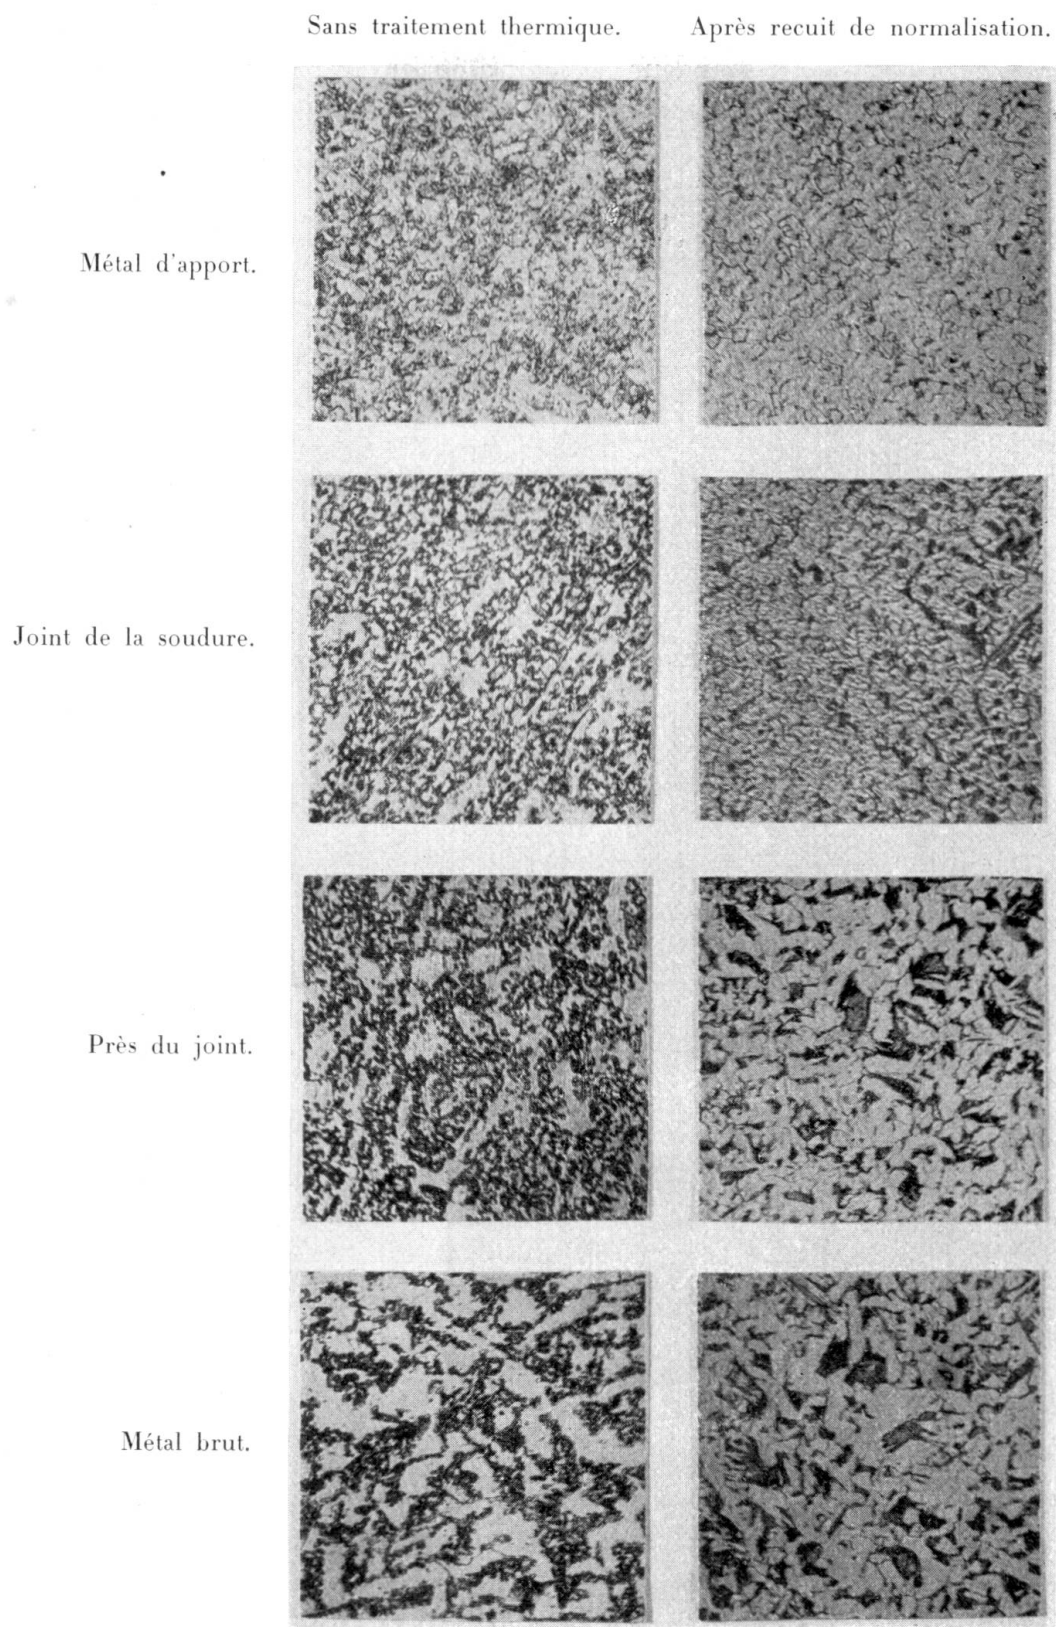 Sans traitement thermique. Après recuit de normalisation.
Métal d'apport.
Joint de la soudure.
Près du joint.
Métal brut.